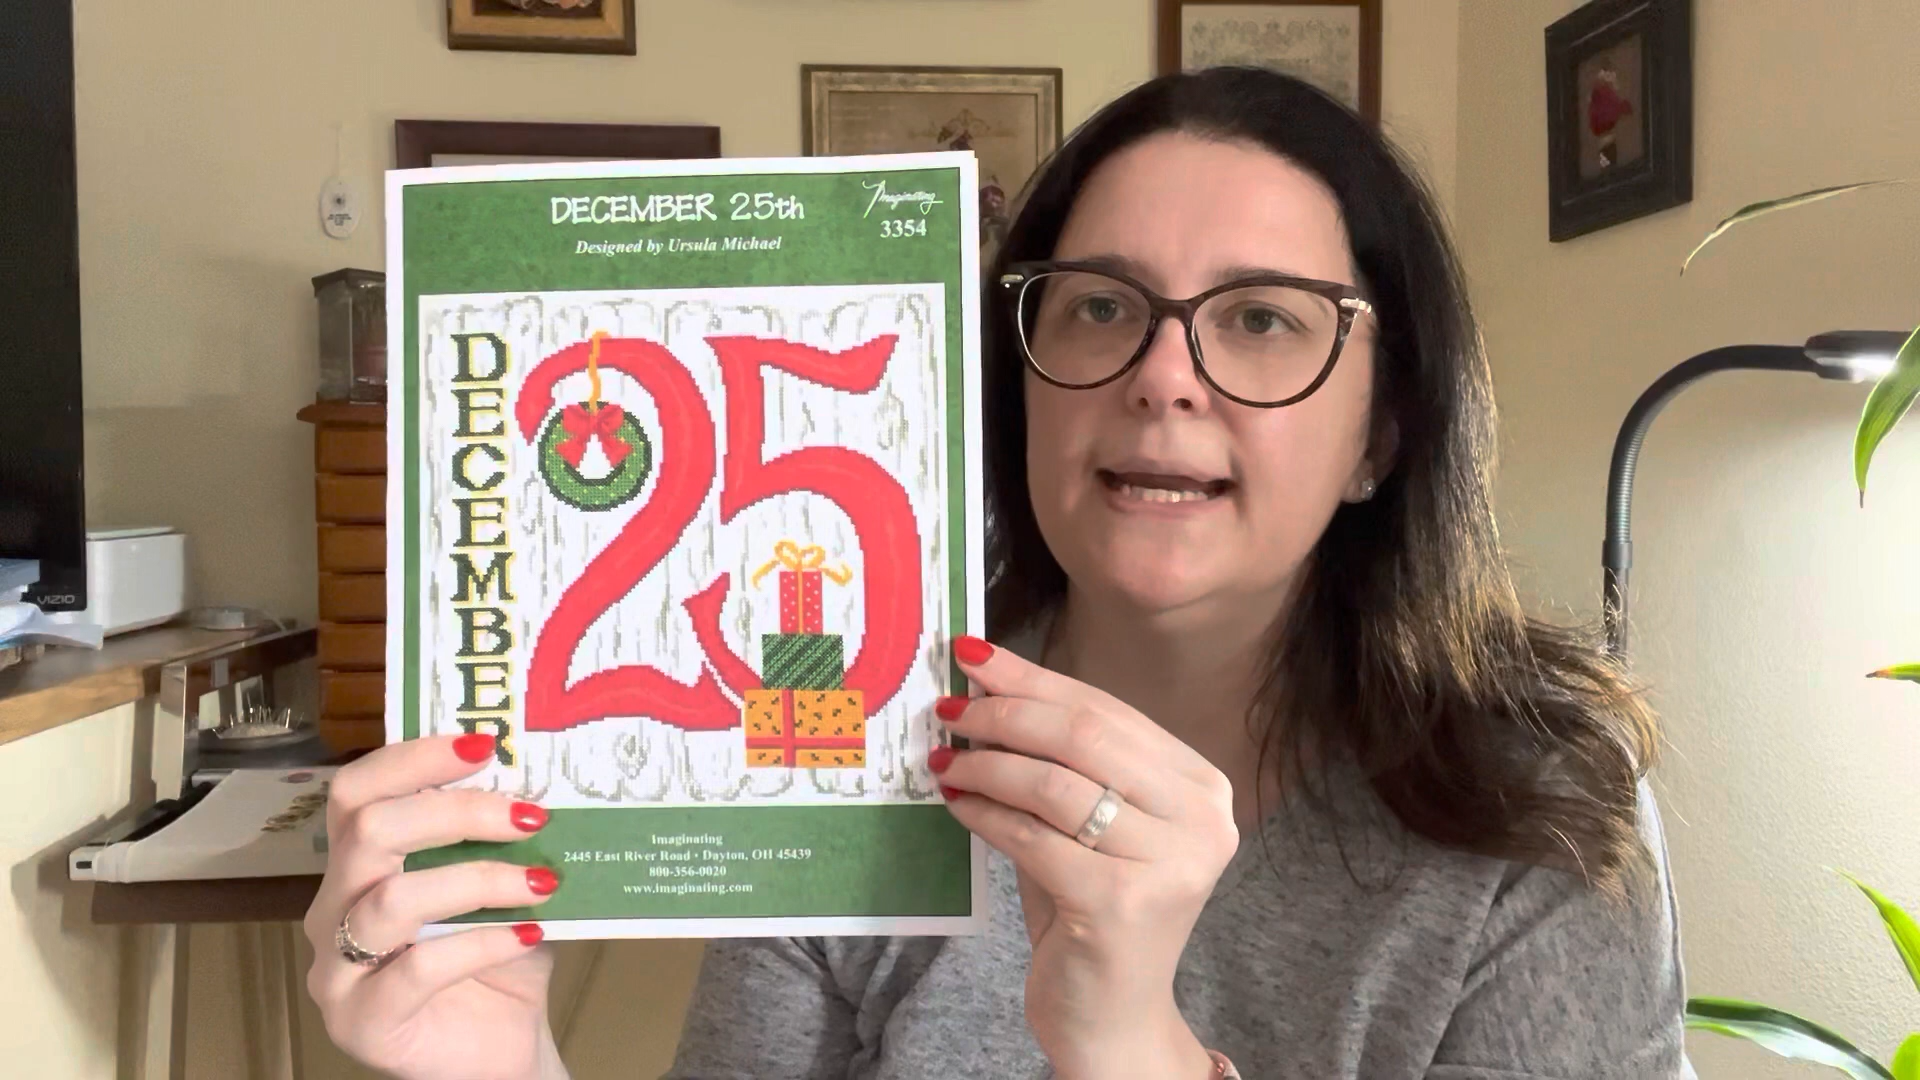 DECEMBER 25th
Imaginating
3354
Designed by Ursula Michael
DECEMBER
25
Imaginating
2445 East River Road • Dayton, OH 45439
800-356-0020
www.imaginating.com
VIZIO